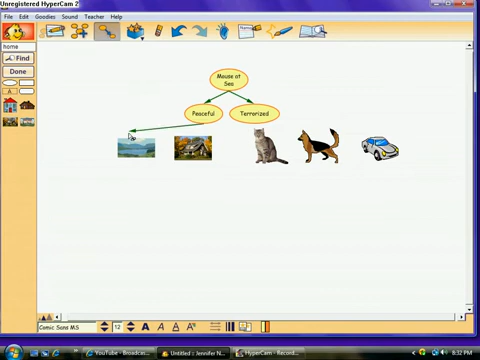 Unregistered HyperCam 2
File Edit Goodies Sound Teacher Help
Name
home
Find
Done
A
Mouse at
Sea
Peaceful
Terrorized
Comic Sans MS
12
A A A A
YouTube - Broadcas...
Untitled :: Jennifer N...
HyperCam - Record...
8:32 PM